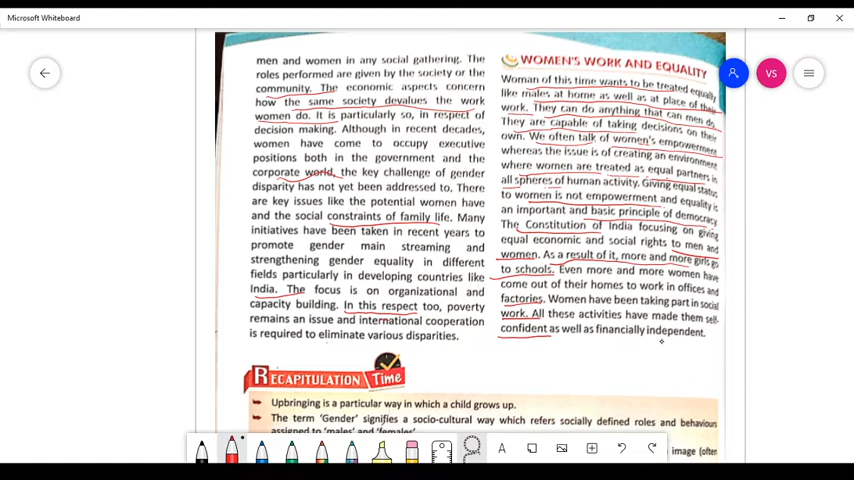 Microsoft Whiteboard
VS
men and women in any social gathering. The
roles performed are given by the society or the
community. The economic aspects concern
how the same society devalues the work
women do. It is particularly so, in respect of
decision making. Although in recent decades,
women have come to occupy executive
positions both in the government and the
corporate world, the key challenge of gender
disparity has not yet been addressed to. There
are key issues like the potential women have
and the social constraints of family life. Many
initiatives have been taken in recent years to
promote gender main streaming and
strengthening gender equality in different
fields particularly in developing countries like
India. The focus is on organizational and
capacity building. In this respect too, poverty
remains an issue and international cooperation
is required to eliminate various disparities.
WOMEN'S WORK AND EQUALITY
Woman of this time wants to be treated equally
like males at home as well as at place of their
work. They can do anything that can men do.
They are capable of taking decisions on their
own. We often talk of women's empowerment
whereas the issue is of creating an environment
where women are treated as equal partners in
all spheres of human activity. Giving equal status
to women is not empowerment and equality is
an important and basic principle of democracy
The Constitution of India focusing on giving
equal economic and social rights to men and
women. As a result of it, more and more girls go
to schools. Even more and more women have
come out of their homes to work in offices and
factories. Women have been taking part in social
work. All these activities have made them self-
confident as well as financially independent.
RECAPITULATION Time
Upbringing is a particular way in which a child grows up.
The term 'Gender' signifies a socio-cultural way which refers socially defined roles and behaviours
assigned to 'males' and 'females'
image (often
A